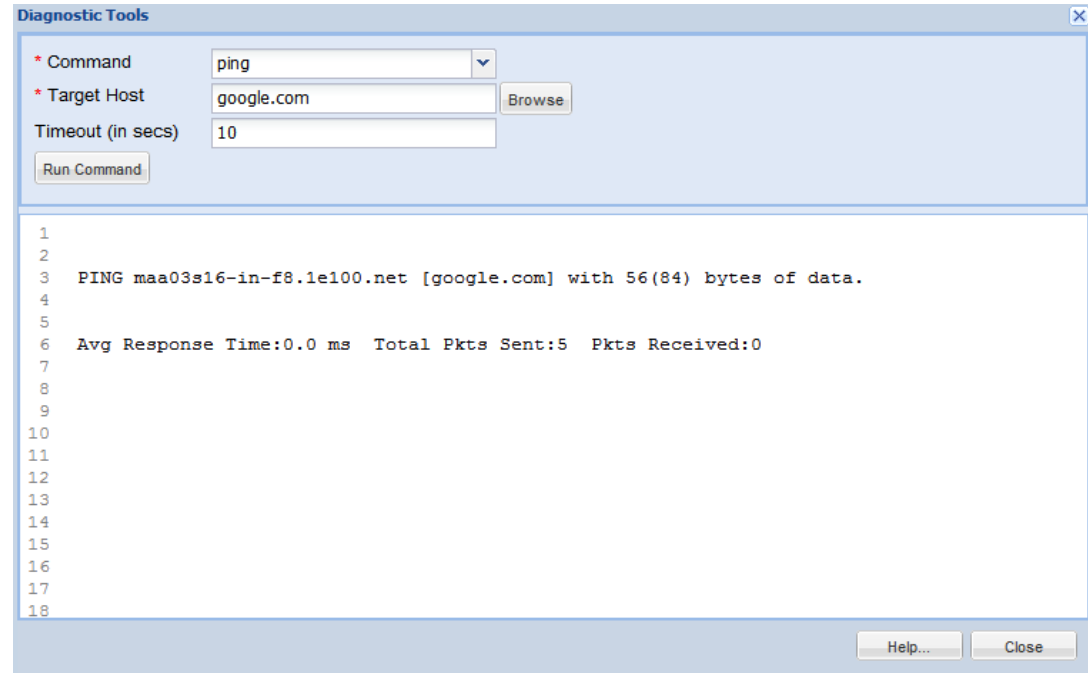 Diagnostic Tools
* Command ping
* Target Host google.com Browse
Timeout (in secs) 10
Run Command
1
2
3 PING maa03s16-in-f8.1e100.net [google.com] with 56(84) bytes of data.
4
5
6 Avg Response Time:0.0 ms Total Pkts Sent:5 Pkts Received:0
7
8
9
10
11
12
13
14
15
16
17
18
Help... Close